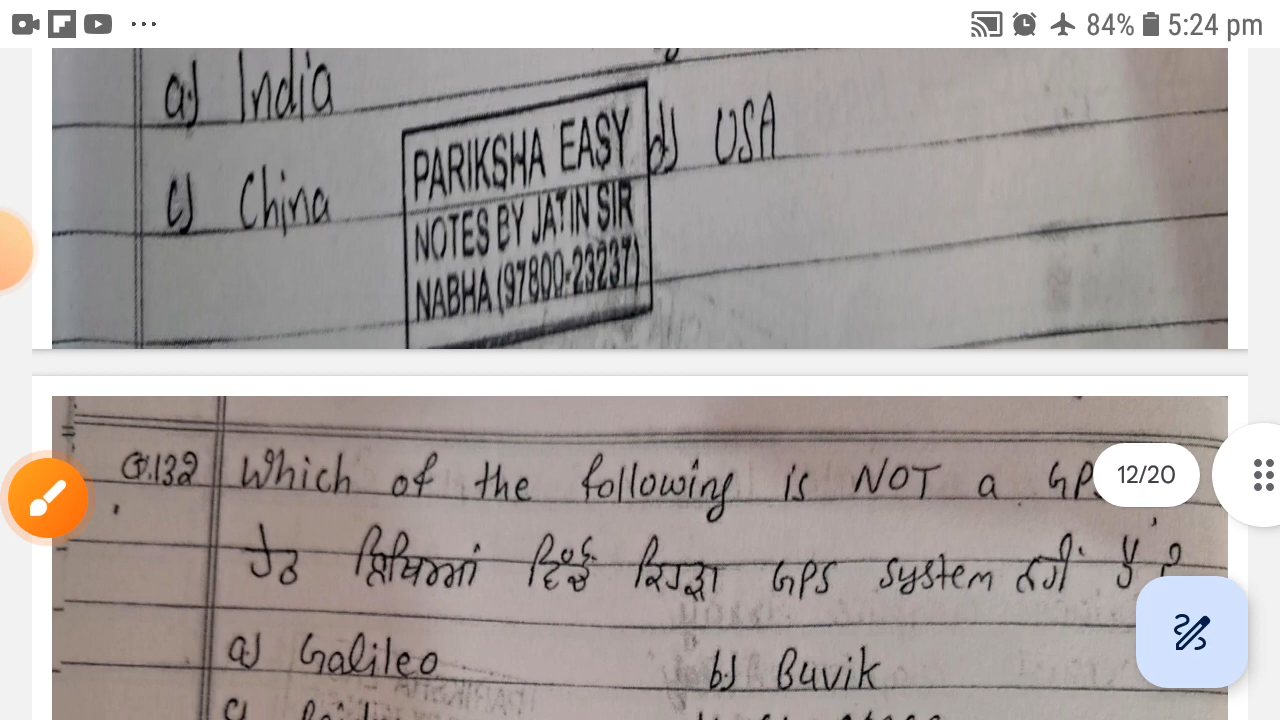 84% 5:24 pm
a) India
d) USA
c) China
PARIKSHA EASY
NOTES BY JATIN SIR
NABHA (97800-23237)
Q.132 Which of the following is NOT a
12/20
ਹੇਠ ਲਿਖਿਆਂ ਵਿੱਚੋਂ ਕਿਹੜਾ GPS system ਨਹੀਂ ਹੈ ?
a) Galileo b) Buvik
c)